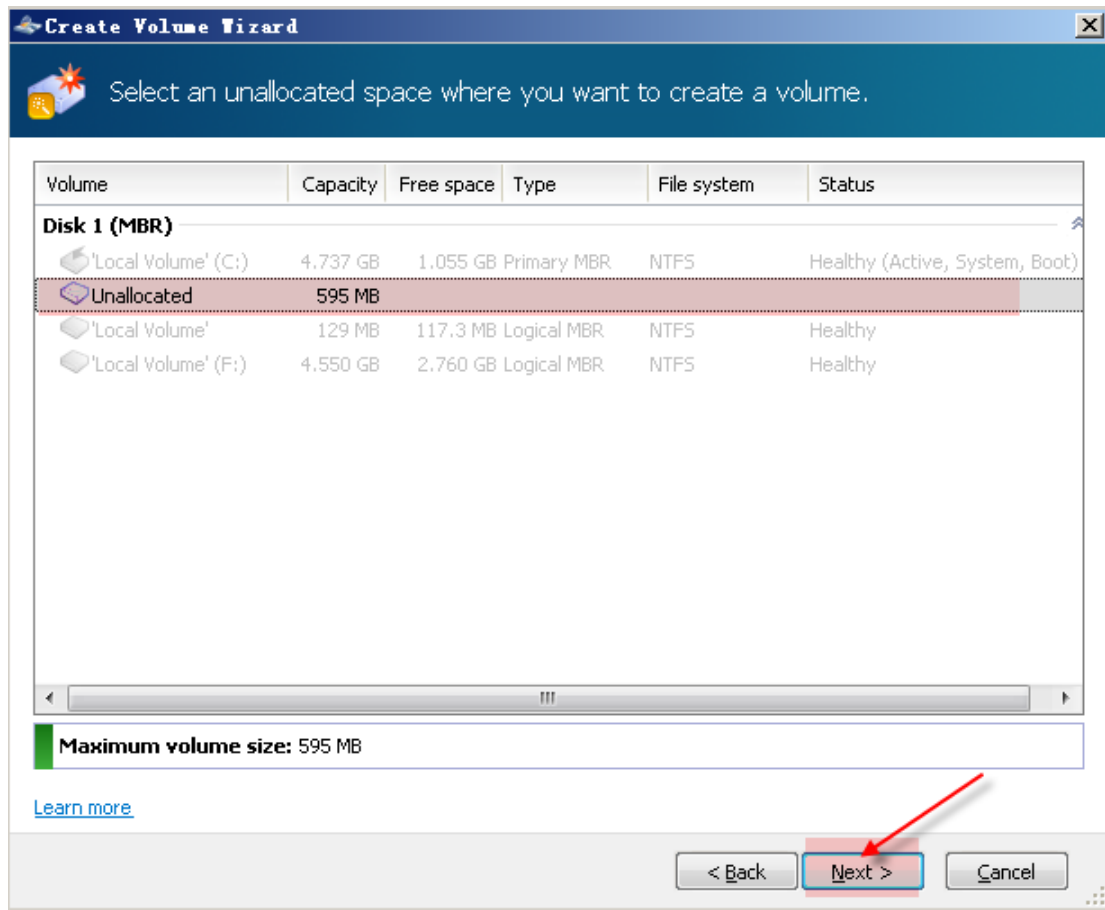 Create Volume Wizard
Select an unallocated space where you want to create a volume.
Volume Capacity Free space Type File system Status
Disk 1 (MBR)
'Local Volume' (C:) 4.737 GB 1.055 GB Primary MBR NTFS Healthy (Active, System, Boot)
Unallocated 595 MB
'Local Volume' 129 MB 117.3 MB Logical MBR NTFS Healthy
'Local Volume' (F:) 4.550 GB 2.760 GB Logical MBR NTFS Healthy
Maximum volume size: 595 MB
Learn more
< Back Next > Cancel